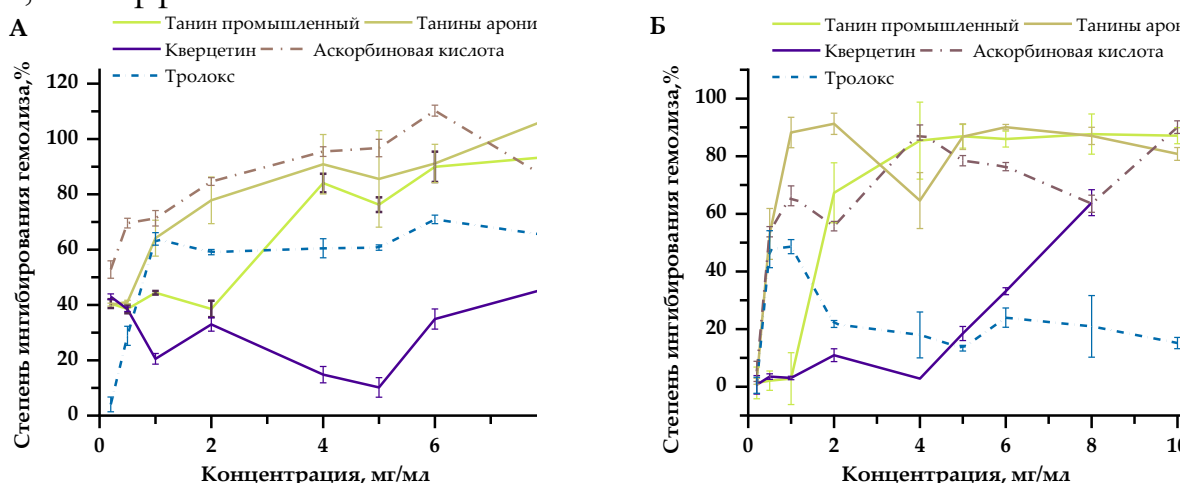 А
Танин промышленный
Танины арони
Кверцетин
Аскорбиновая кислота
Тролокс
Степень ингибирования гемолиза,%
120
100
80
60
40
20
0
0 2 4 6
Концентрация, мг/мл
Б
Танин промышленный
Танины арон
Кверцетин
Аскорбиновая кислота
Тролокс
Степень ингибирования гемолиза,%
100
80
60
40
20
0
0 2 4 6 8 10
Концентрация, мг/мл